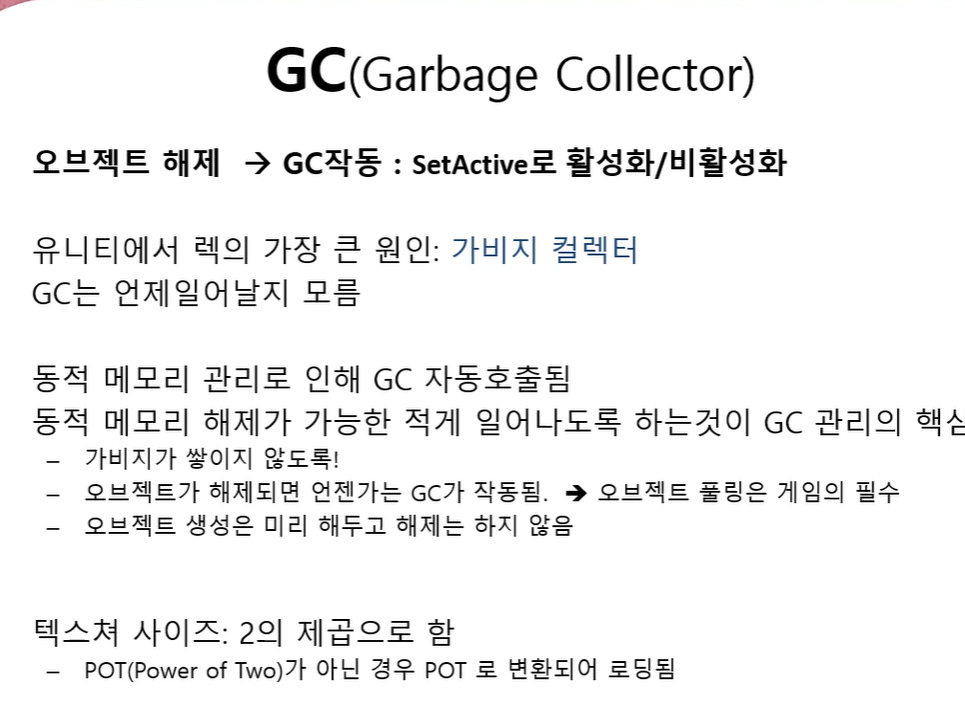 GC(Garbage Collector)
오브젝트 해제 → GC작동 : SetActive로 활성화/비활성화
유니티에서 렉의 가장 큰 원인: 가비지 컬렉터
GC는 언제일어날지 모름
동적 메모리 관리로 인해 GC 자동호출됨
동적 메모리 해제가 가능한 적게 일어나도록 하는것이 GC 관리의 핵심
– 가비지가 쌓이지 않도록!
– 오브젝트가 해제되면 언젠가는 GC가 작동됨. ➔ 오브젝트 풀링은 게임의 필수
– 오브젝트 생성은 미리 해두고 해제는 하지 않음
텍스쳐 사이즈: 2의 제곱으로 함
– POT(Power of Two)가 아닌 경우 POT 로 변환되어 로딩됨